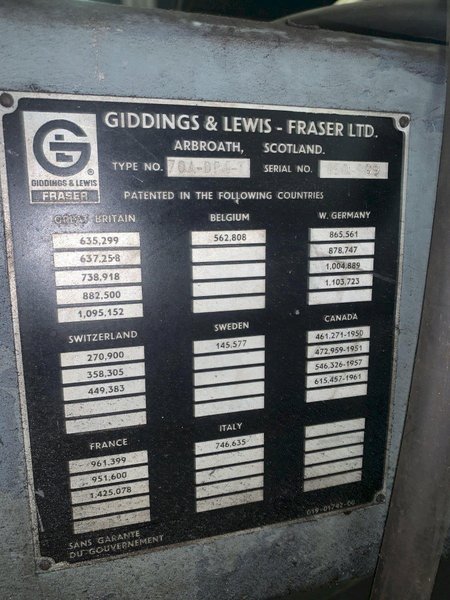 GIDDINGS & LEWIS - FRASER LTD.
ARBROATH, SCOTLAND.
G
®
GIDDINGS & LEWIS
FRASER
TYPE NO. SERIAL NO.
PATENTED IN THE FOLLOWING COUNTRIES
GREAT BRITAIN
635,299
637,258
738,918
882,500
1,095,152
BELGIUM
562,808
W. GERMANY
865,561
878,747
1,004,889
1,103,723
SWITZERLAND
270,900
358,305
449,383
SWEDEN
145,577
CANADA
461,271-1950
472,959-1951
546,326-1957
615,457-1961
FRANCE
961,399
951,600
1,425,078
ITALY
746,635
SANS GARANTE
DU GOUVERNEMENT
019-01742-00